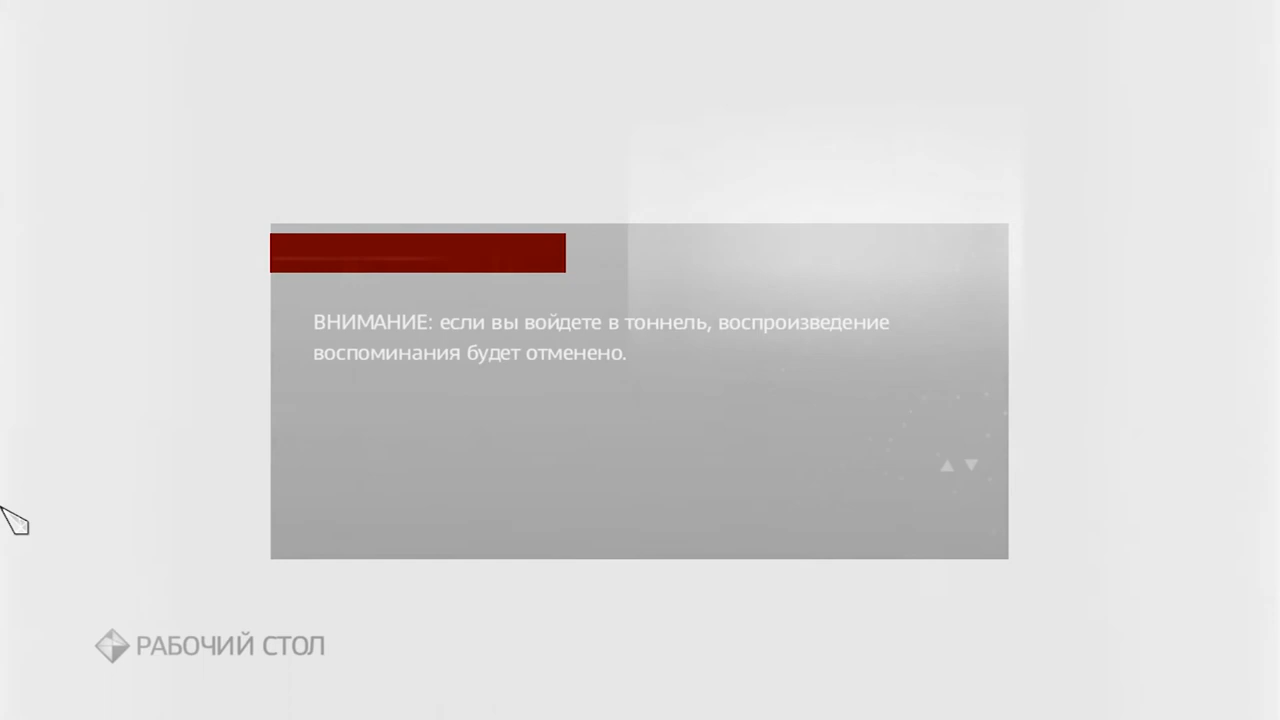 ВНИМАНИЕ: если вы войдете в тоннель, воспроизведение
воспоминания будет отменено.
РАБОЧИЙ СТОЛ